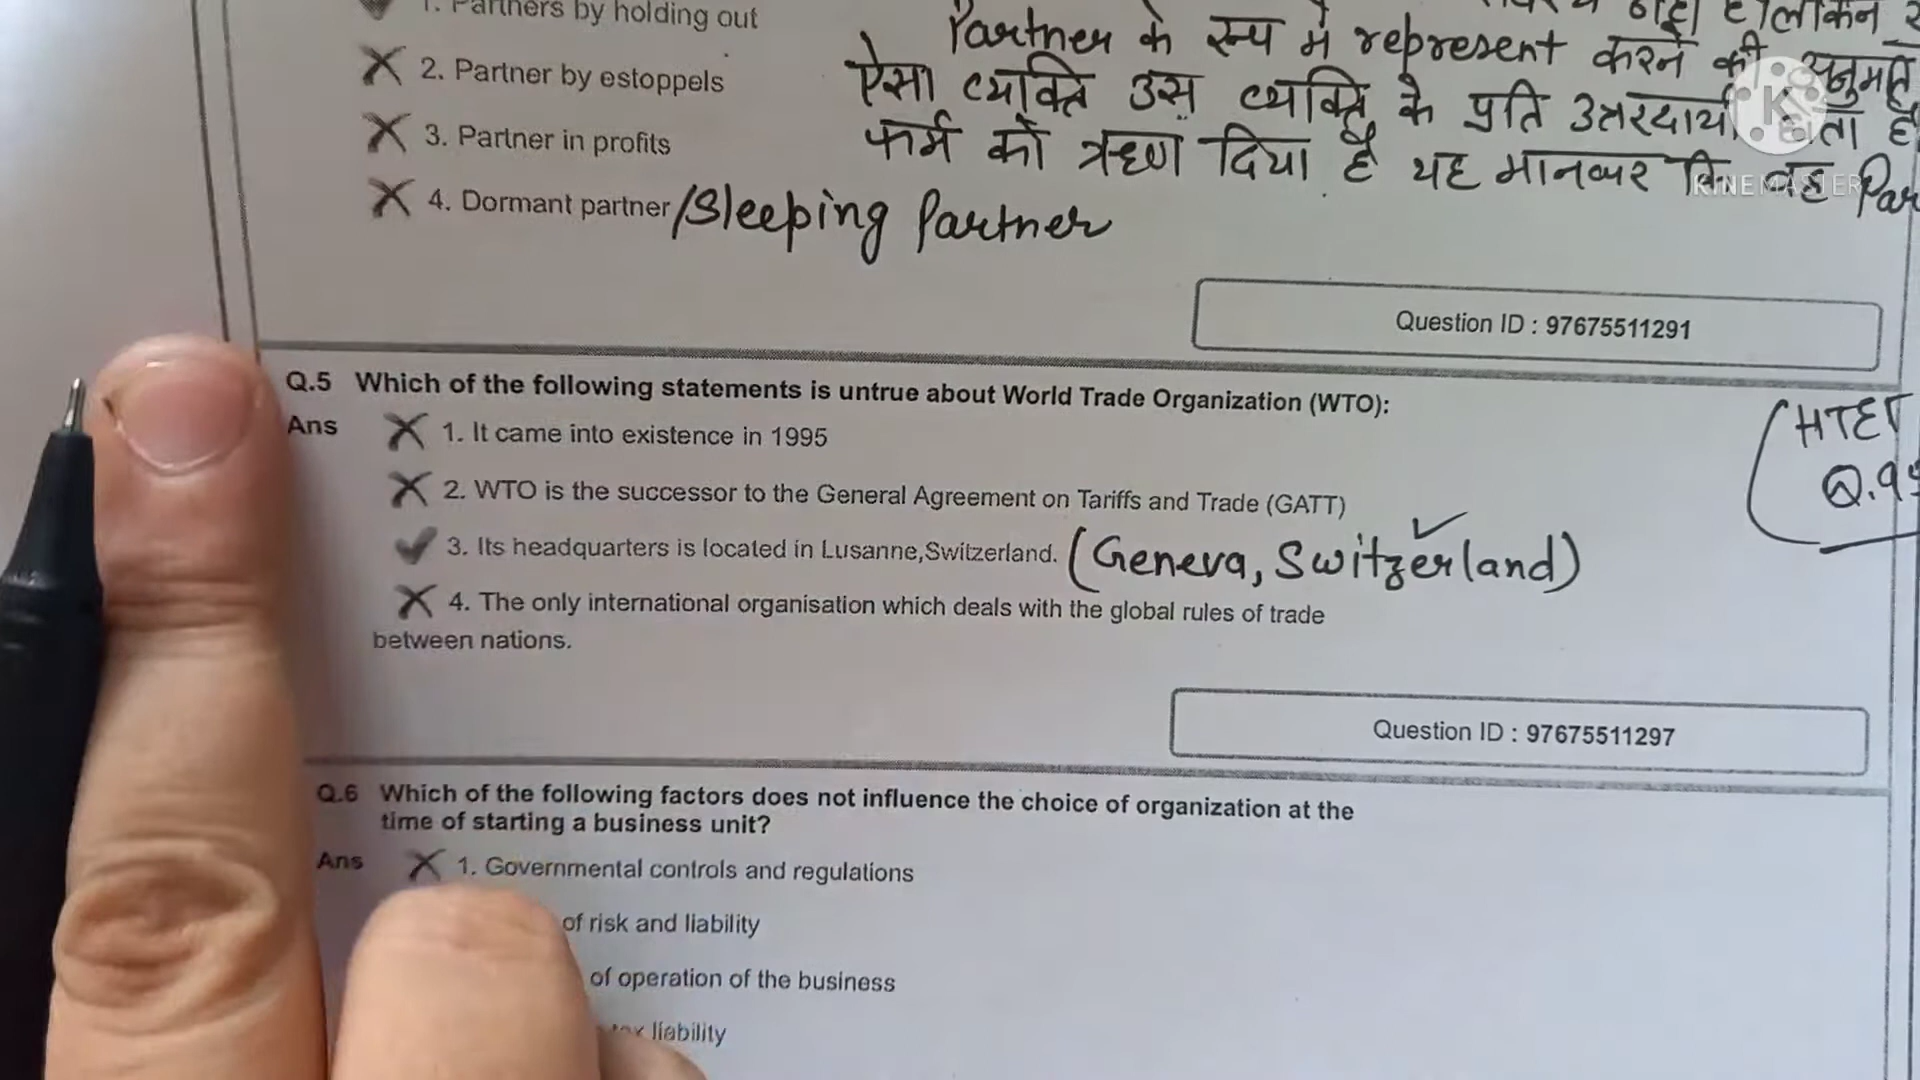 1. Partners by holding out
2. Partner by estoppels
3. Partner in profits
4. Dormant partner/Sleeping Partner
Partner के रूप में represent करने की अनुमति
ऐसा व्यक्ति उस व्यक्ति के प्रति उत्तरदायी होता है
फर्म को ऋण दिया है यह मानकर कि वह Par
KINEMASTER
Question ID : 97675511291
Q.5 Which of the following statements is untrue about World Trade Organization (WTO):
Ans 1. It came into existence in 1995
2. WTO is the successor to the General Agreement on Tariffs and Trade (GATT)
3. Its headquarters is located in Lusanne,Switzerland. (Geneva, Switzerland)
4. The only international organisation which deals with the global rules of trade
between nations.
(HTET
Q.9
Question ID : 97675511297
Q.6 Which of the following factors does not influence the choice of organization at the
time of starting a business unit?
Ans 1. Governmental controls and regulations
of risk and liability
of operation of the business
liability